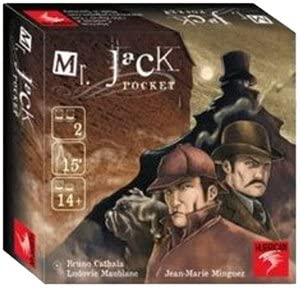 Mr. JacK
POCKET
2
15'
14+
Bruno Cathala
Ludovic Maublanc
Jean-Marie Minguez
HURRICAN